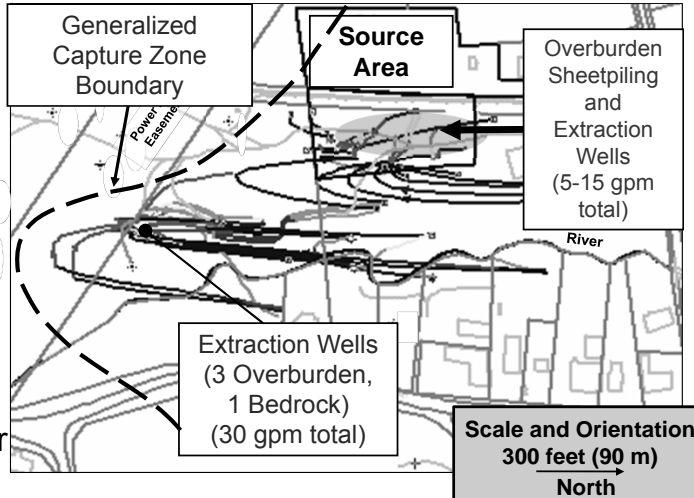 Generalized
Capture Zone
Boundary
Source
Area
Overburden
Sheetpiling
and
Extraction
Wells
(5-15 gpm
total)
Power
Easement
River
Extraction Wells
(3 Overburden,
1 Bedrock)
(30 gpm total)
r
Scale and Orientation
300 feet (90 m)
North